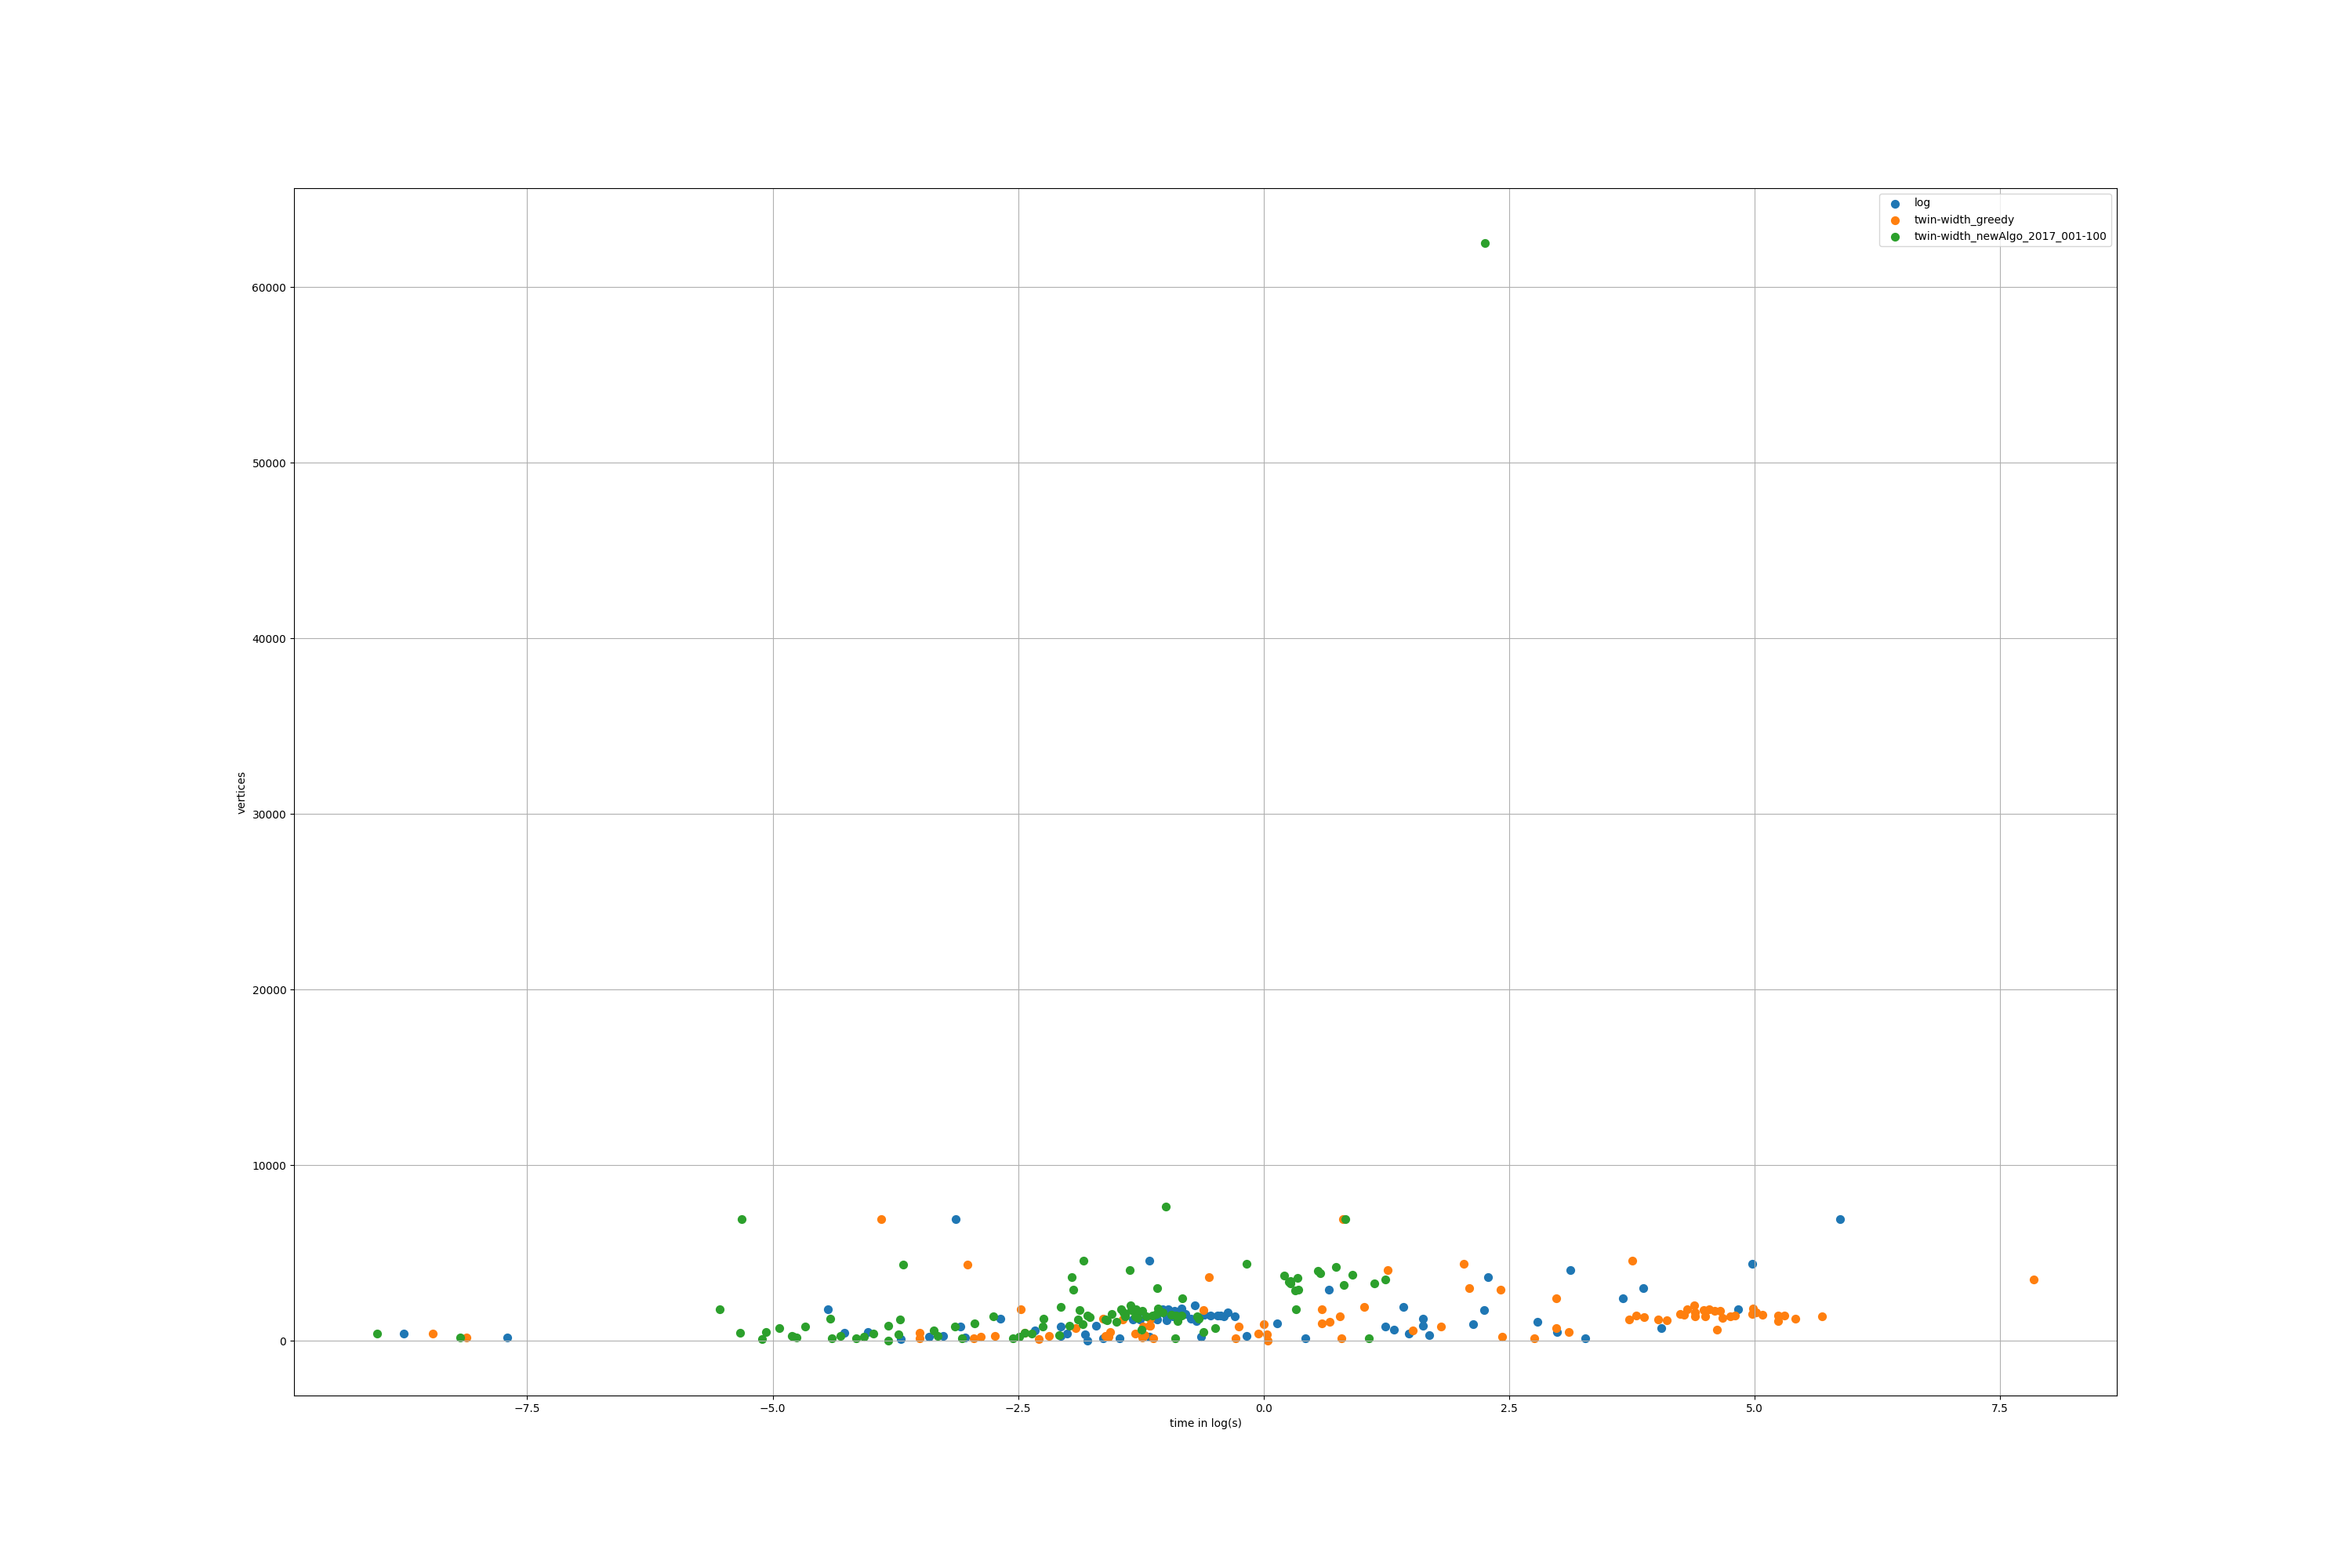 log
twin-width_greedy
twin-width_newAlgo_2017_001-100
60000
50000
40000
30000
20000
10000
0
vertices
−7.5
−5.0
−2.5
0.0
2.5
5.0
7.5
time in log(s)